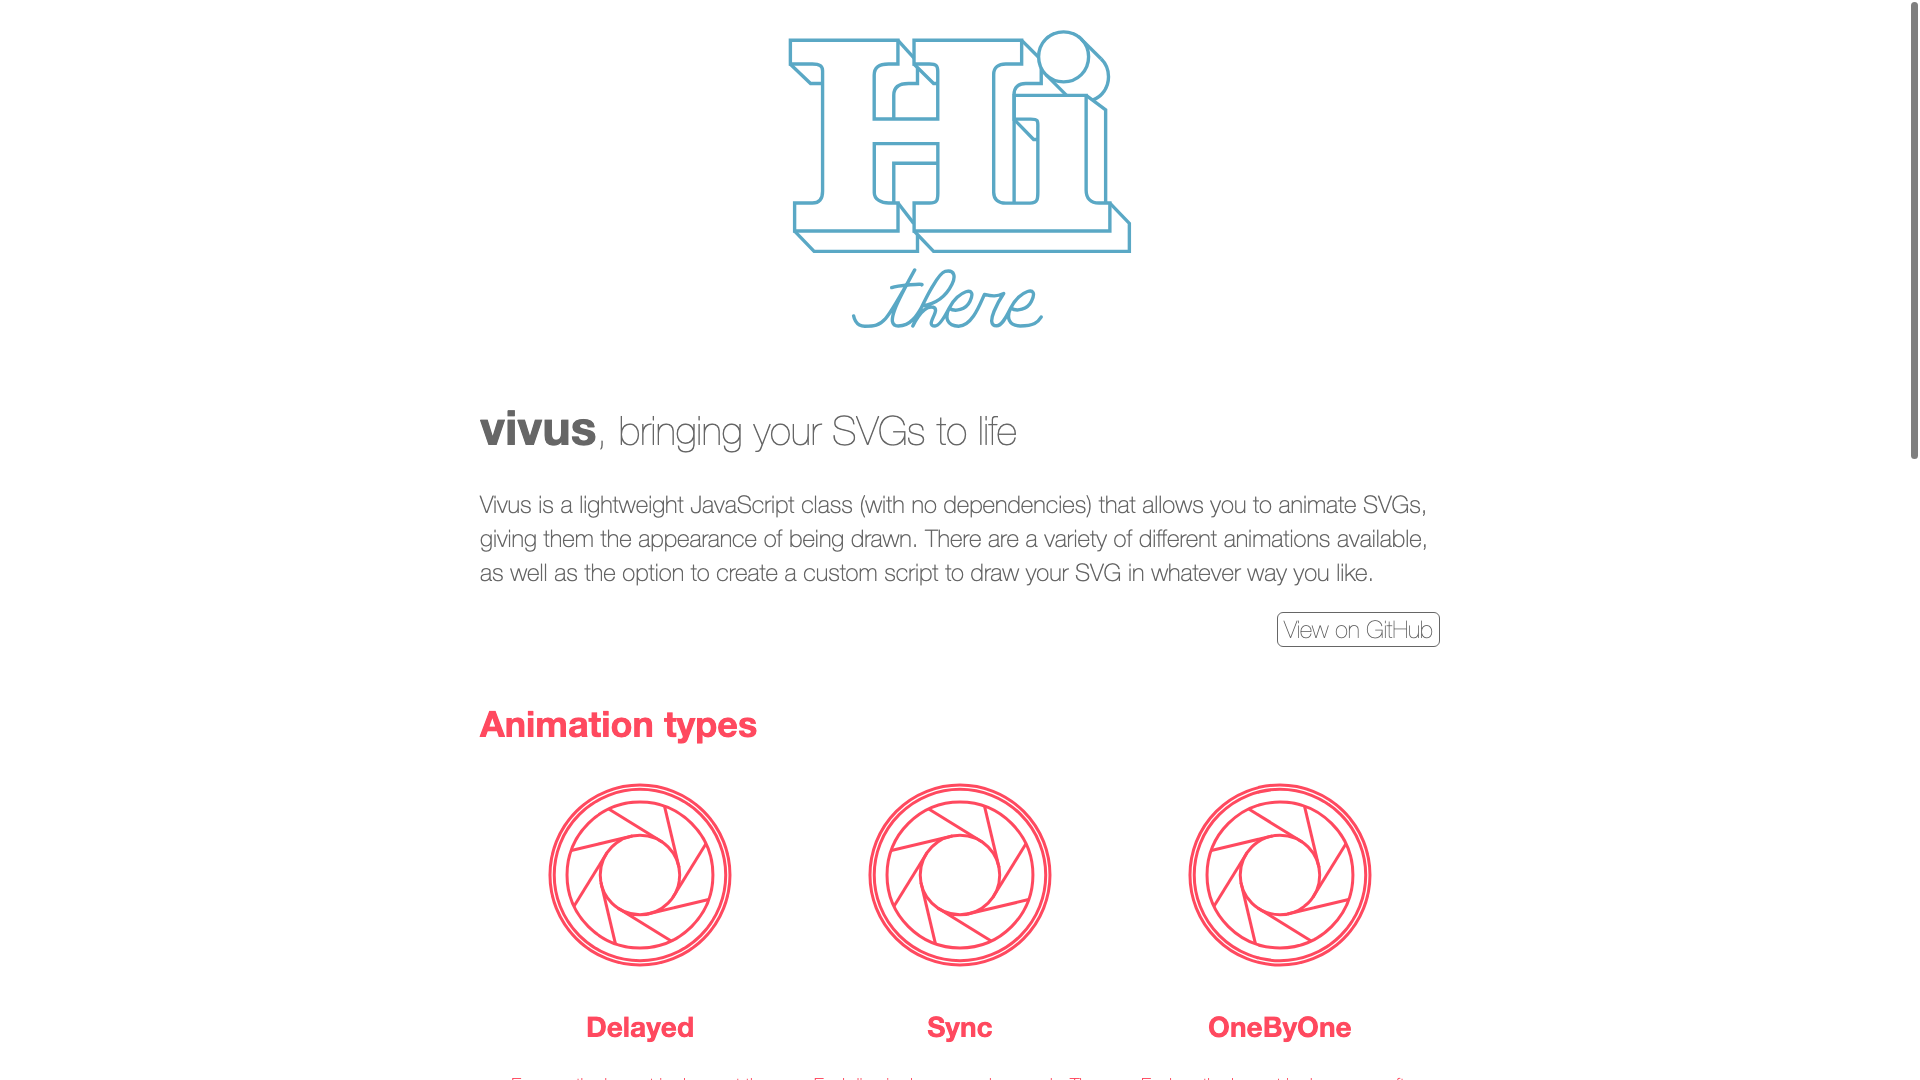 Hi
there
vivus, bringing your SVGs to life
Vivus is a lightweight JavaScript class (with no dependencies) that allows you to animate SVGs,
giving them the appearance of being drawn. There are a variety of different animations available,
as well as the option to create a custom script to draw your SVG in whatever way you like.
View on GitHub
Animation types
Delayed
Sync
OneByOne